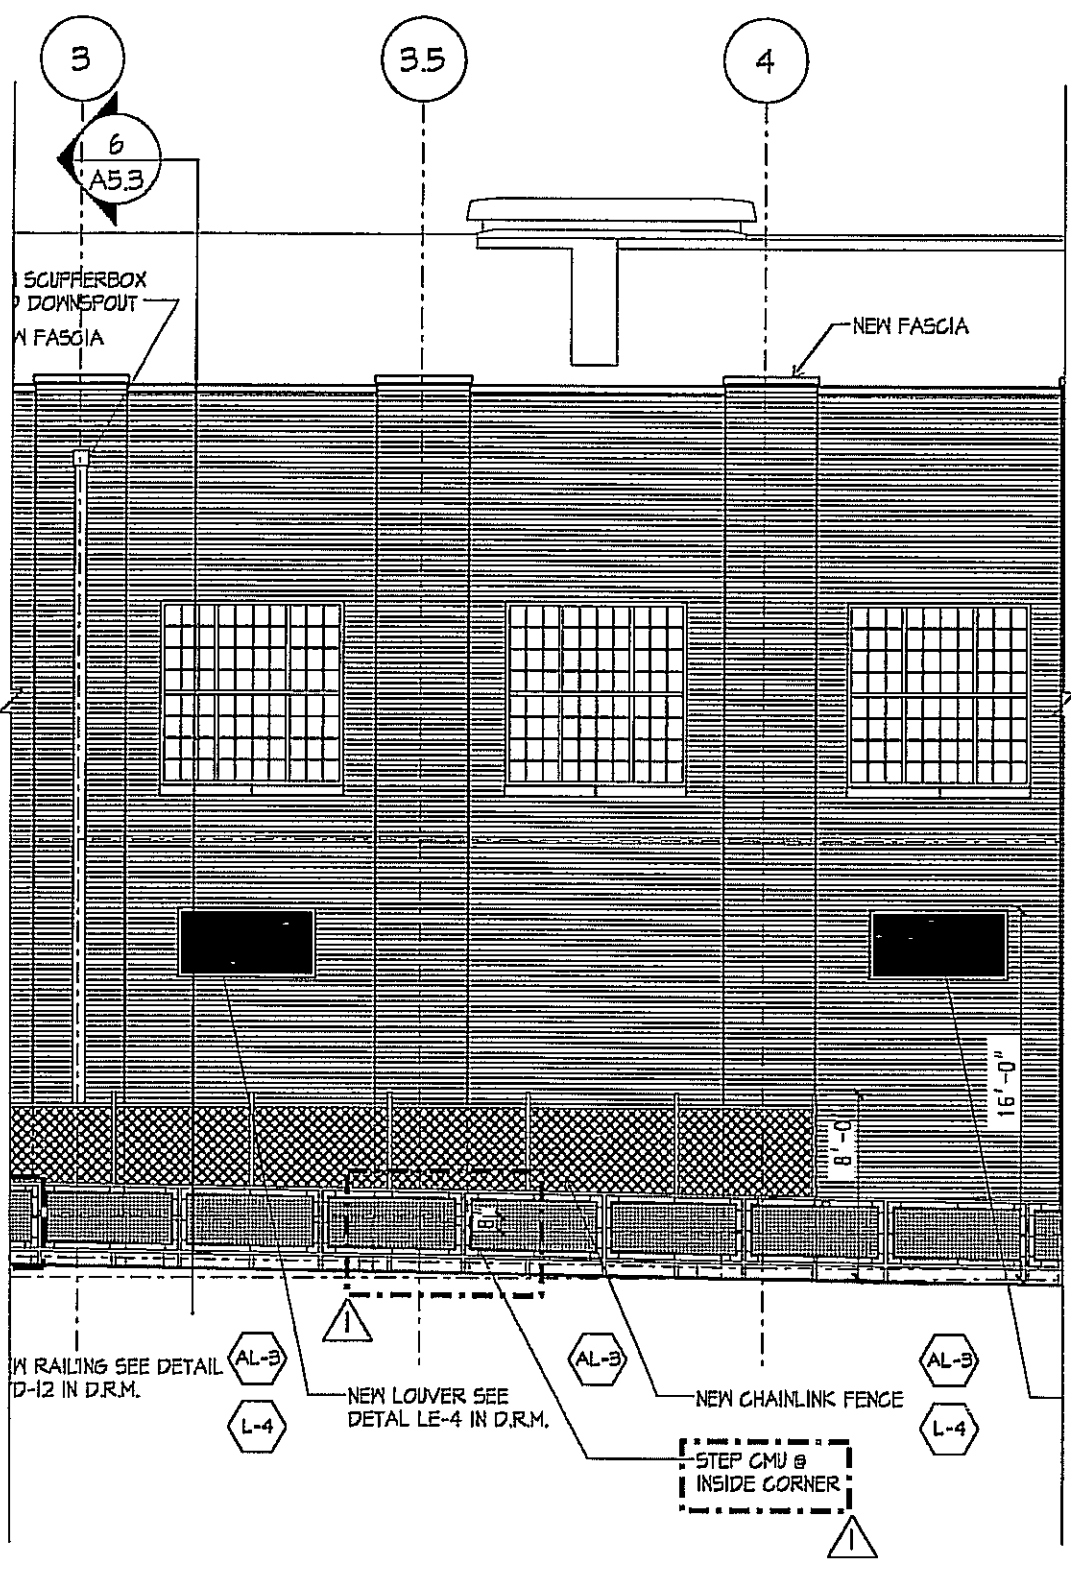 3
3.5
4
6
A5.3
SCUPPERBOX
DOWNSPOUT
FASCIA
NEW FASCIA
16'-0"
8'-0
8"
RAILING SEE DETAIL
D-12 IN D.R.M.
AL-3
L-4
NEW LOUVER SEE
DETAL LE-4 IN D.R.M.
AL-3
NEW CHAINLINK FENCE
AL-3
L-4
STEP CMU @
INSIDE CORNER
1
1